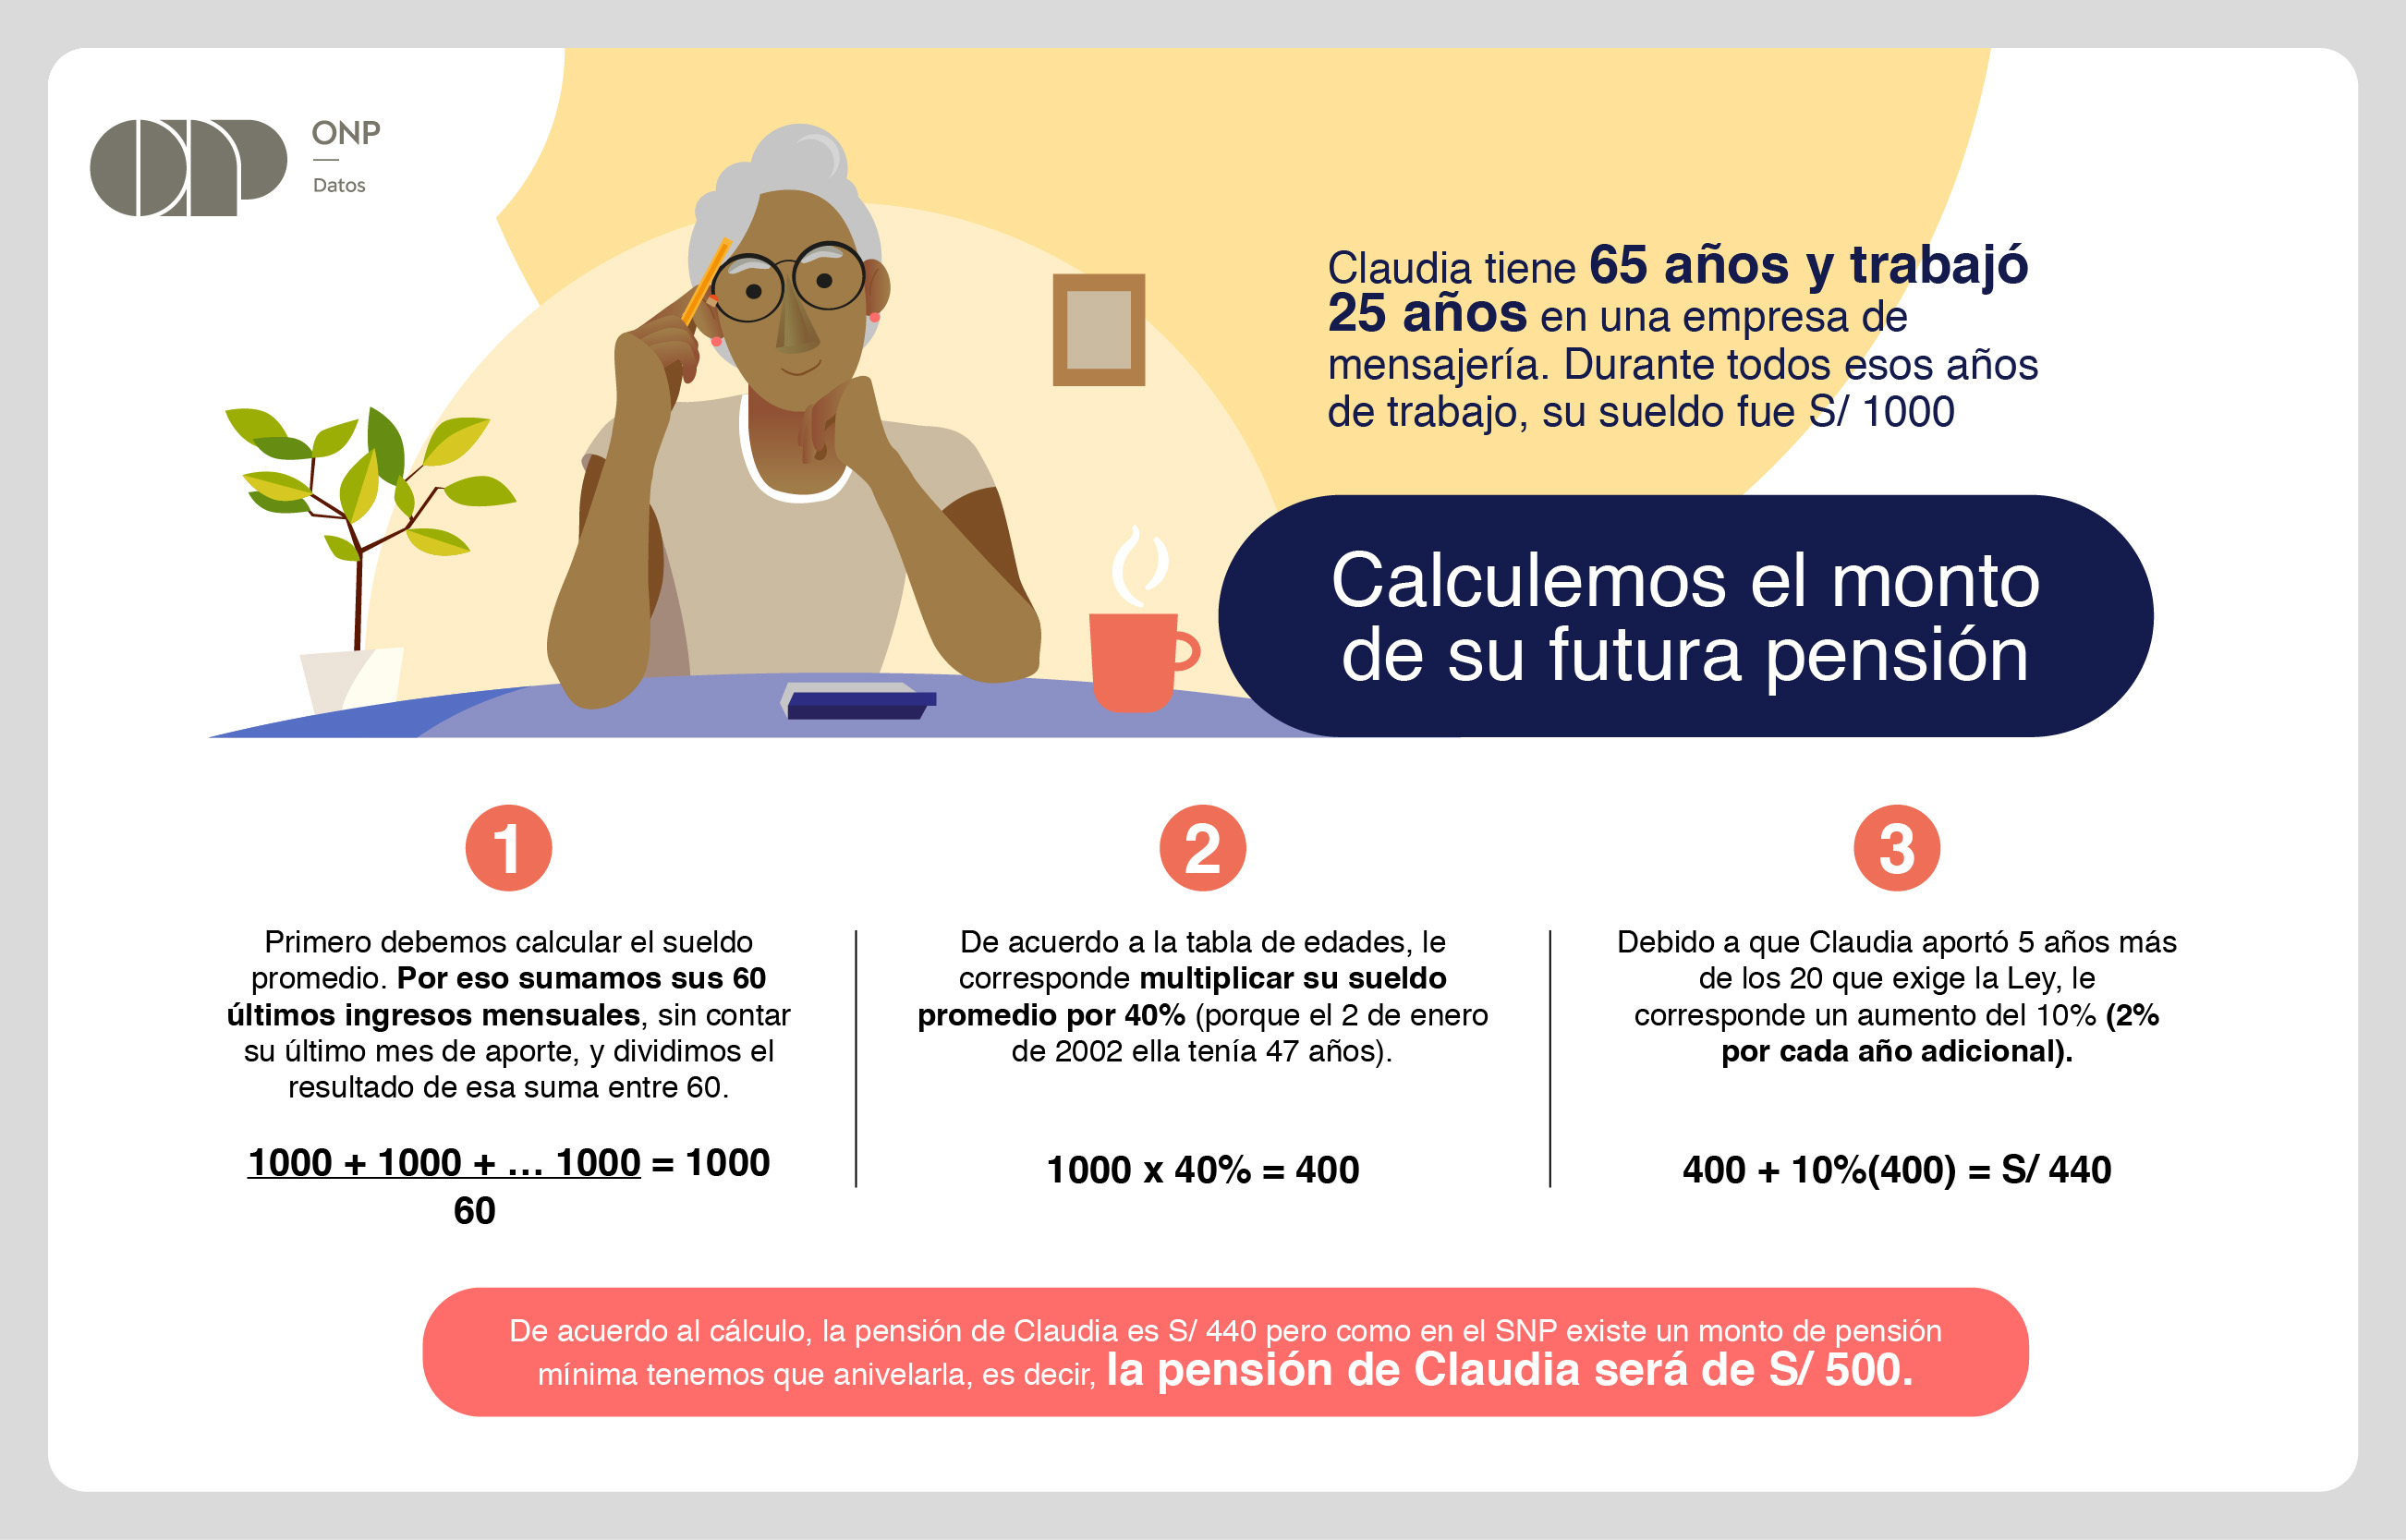 ONP
Datos
Claudia tiene 65 años y trabajó
25 años en una empresa de
mensajería. Durante todos esos años
de trabajo, su sueldo fue S/ 1000
Calculemos el monto
de su futura pensión
1
Primero debemos calcular el sueldo
promedio. Por eso sumamos sus 60
últimos ingresos mensuales, sin contar
su último mes de aporte, y dividimos el
resultado de esa suma entre 60.
1000 + 1000 + … 1000 = 1000
60
2
De acuerdo a la tabla de edades, le
corresponde multiplicar su sueldo
promedio por 40% (porque el 2 de enero
de 2002 ella tenía 47 años).
1000 x 40% = 400
3
Debido a que Claudia aportó 5 años más
de los 20 que exige la Ley, le
corresponde un aumento del 10% (2%
por cada año adicional).
400 + 10%(400) = S/ 440
De acuerdo al cálculo, la pensión de Claudia es S/ 440 pero como en el SNP existe un monto de pensión
mínima tenemos que anivelarla, es decir, la pensión de Claudia será de S/ 500.